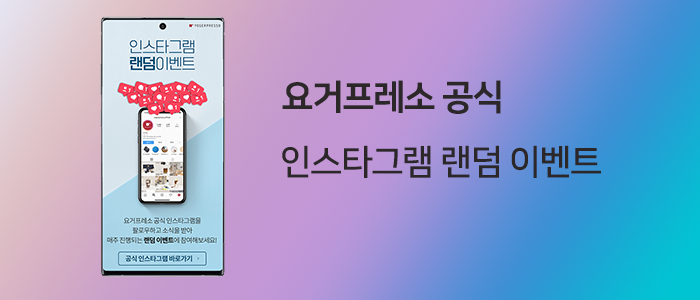 YOGERPRESSO
인스타그램
랜덤이벤트
요거프레소 공식 인스타그램을
팔로우하고 소식을 받아
매주 진행되는 랜덤 이벤트에 참여해보세요!
공식 인스타그램 바로가기 >
요거프레소 공식
인스타그램 랜덤 이벤트